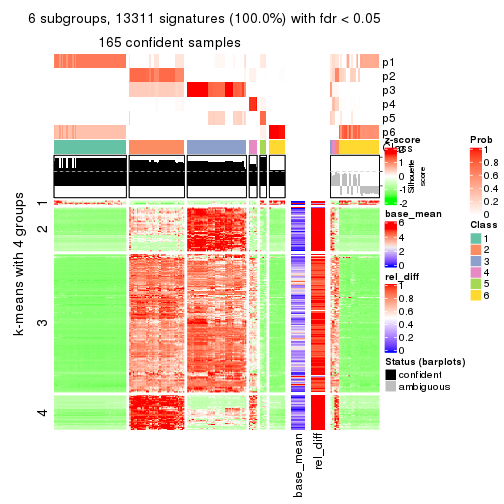 6 subgroups, 13311 signatures (100.0%) with fdr < 0.05
165 confident samples
p1
p2
p3
p4
p5
p6
Class
z-score
2
1
0
-1
-2
Silhouette
score
Prob
1
0.8
0.6
0.4
0.2
0
base_mean
6
4
2
0
Class
1
2
3
4
5
6
rel_diff
1
0.8
0.6
0.4
0.2
0
Status (barplots)
confident
ambiguous
k-means with 4 groups
1
2
3
4
base_mean
rel_diff